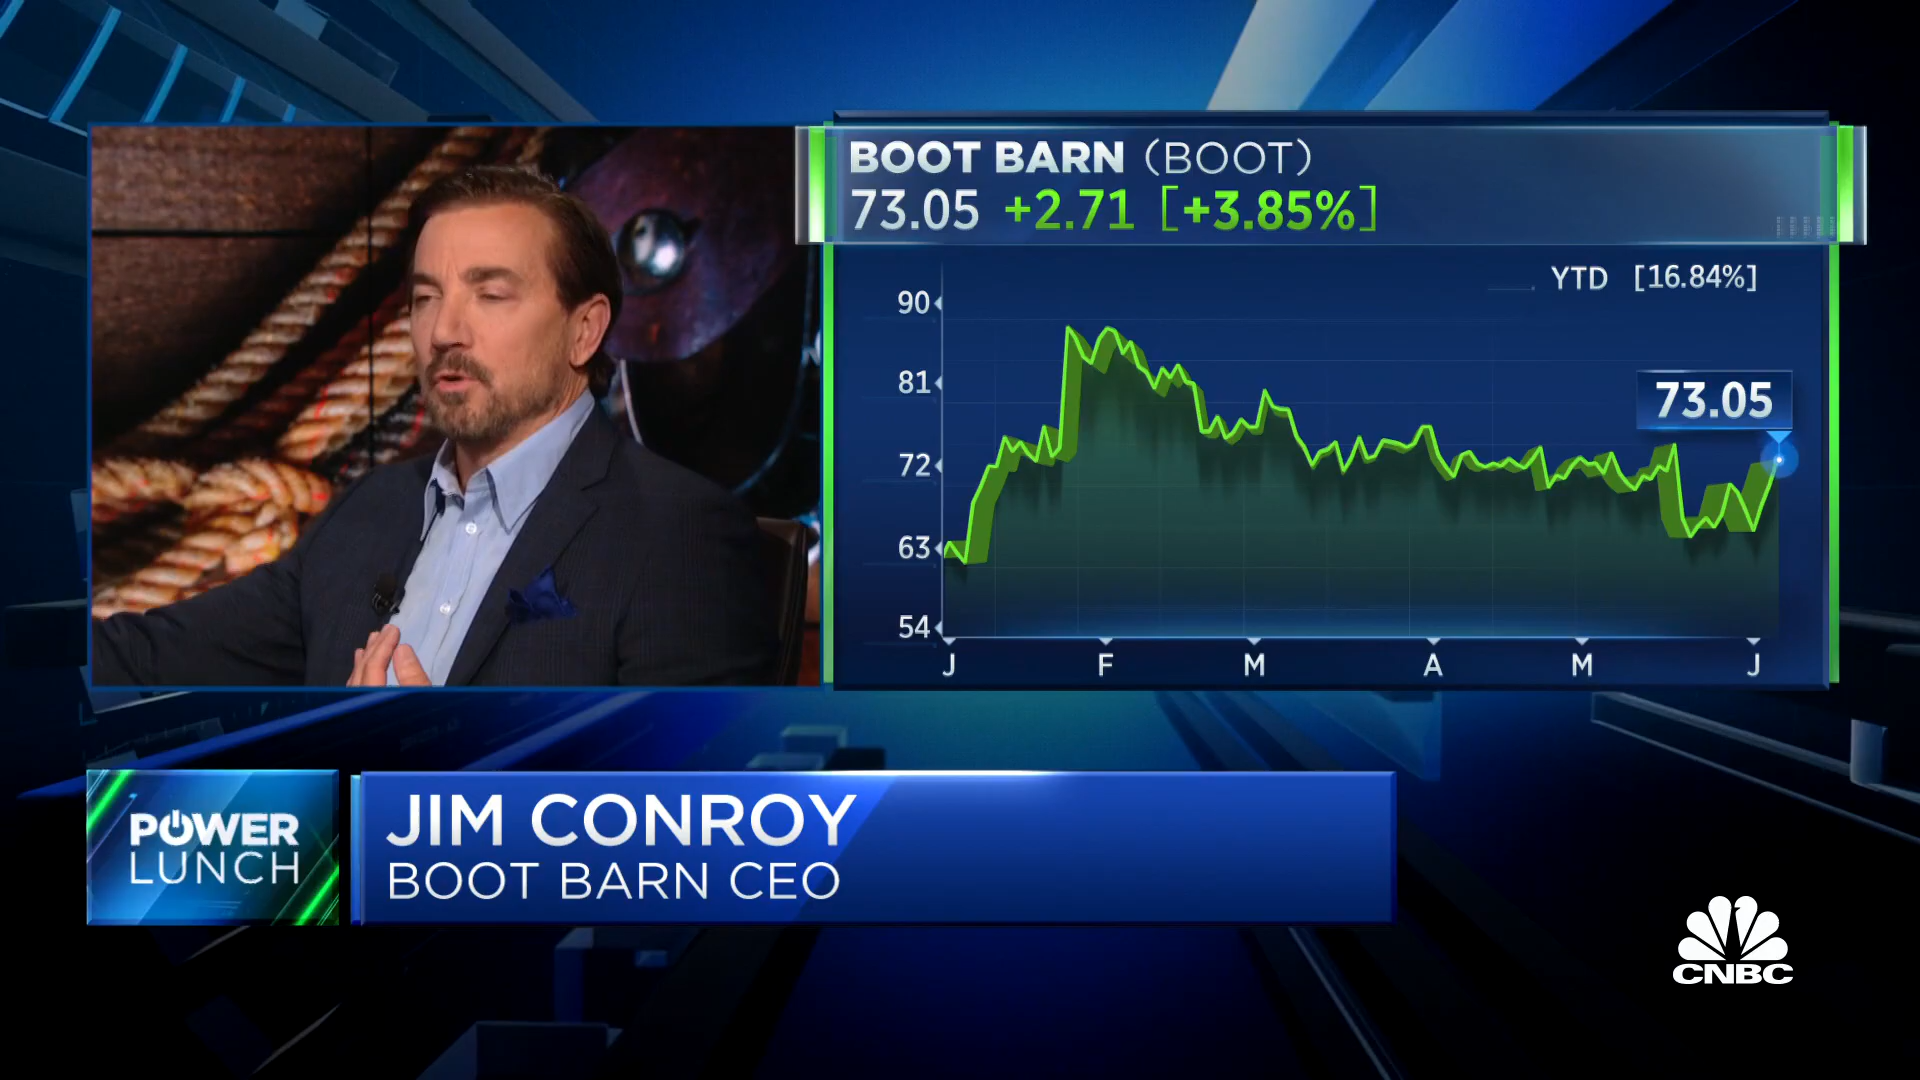 BOOT BARN (BOOT)
73.05 +2.71 [+3.85%]
YTD [16.84%]
90
81
72
63
54
73.05
J F M A M J
POWER
LUNCH
JIM CONROY
BOOT BARN CEO
CNBC